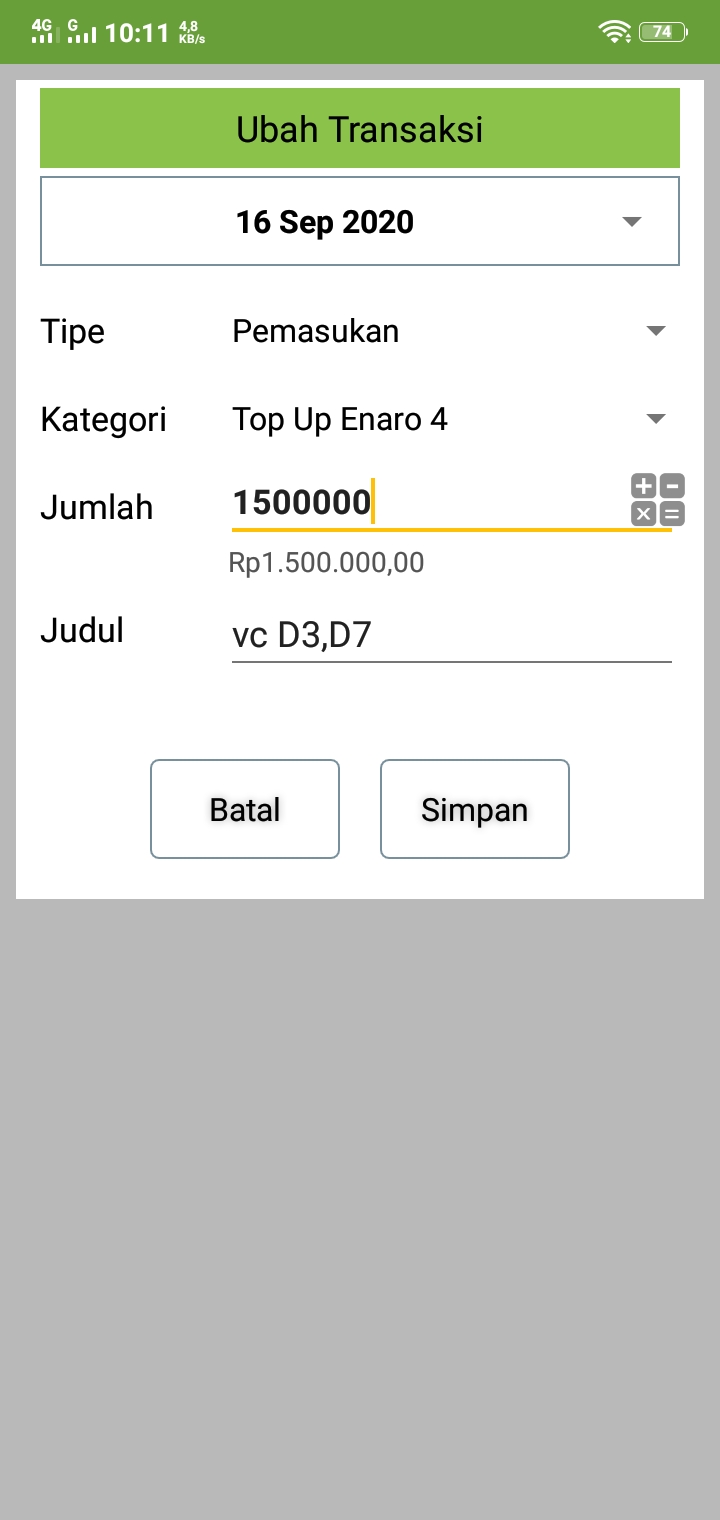 4G G 10:11 4,8 KB/s 74
Ubah Transaksi
16 Sep 2020
Tipe Pemasukan
Kategori Top Up Enaro 4
Jumlah 1500000
Rp1.500.000,00
Judul vc D3,D7
Batal Simpan